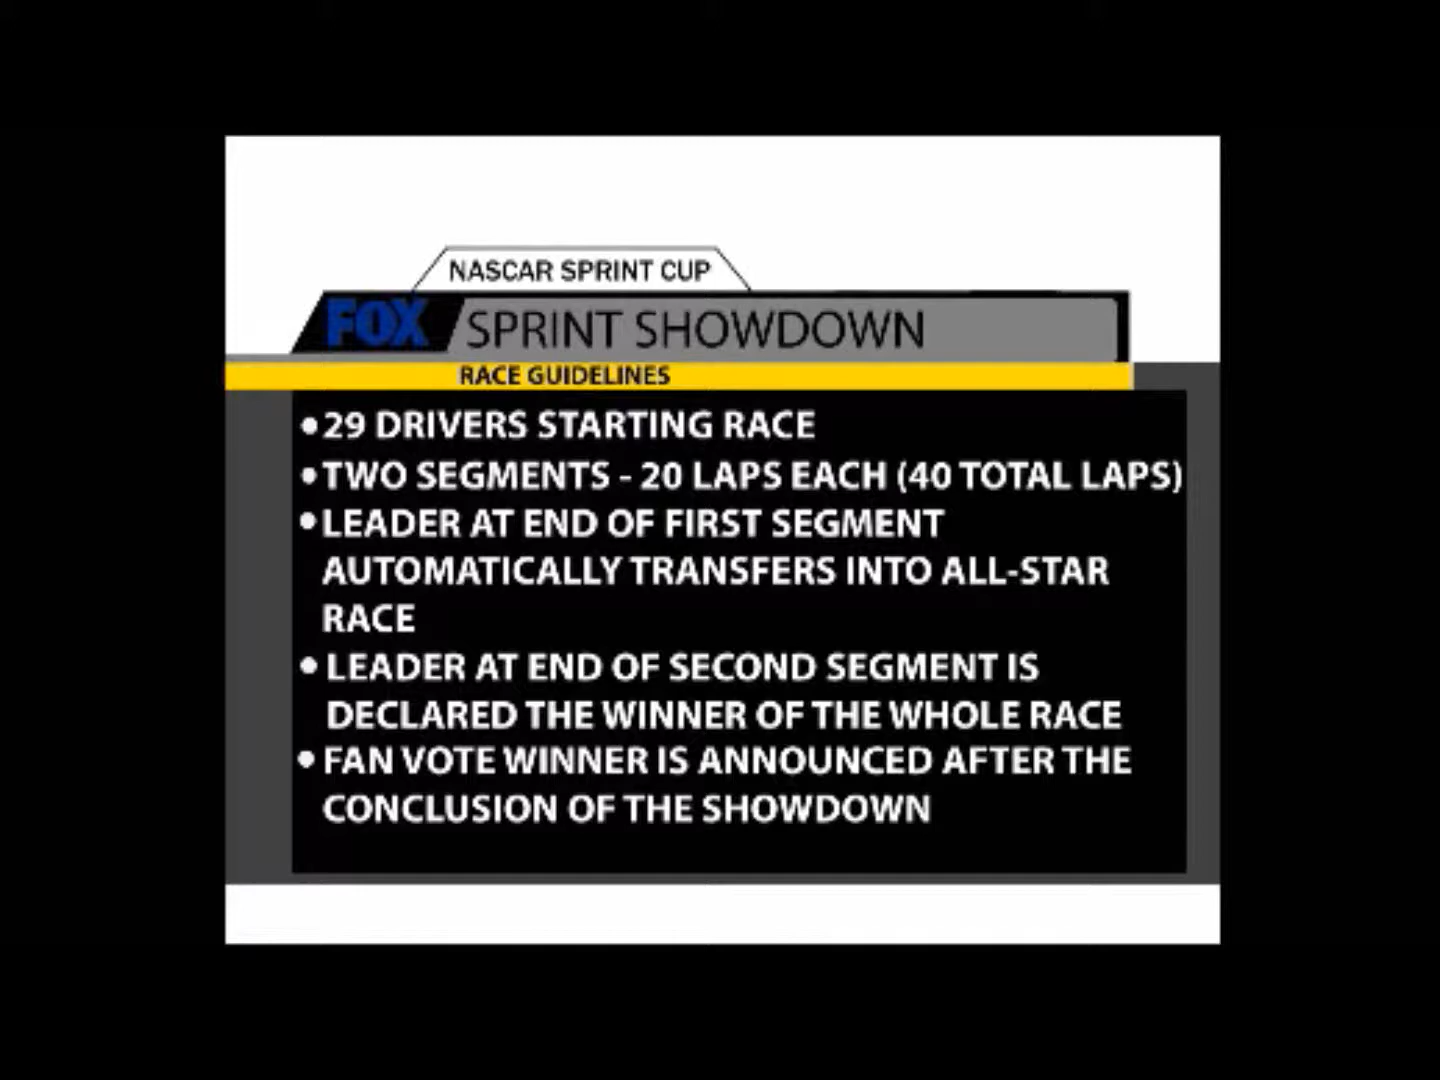 NASCAR SPRINT CUP
FOX SPRINT SHOWDOWN
RACE GUIDELINES
•29 DRIVERS STARTING RACE
•TWO SEGMENTS - 20 LAPS EACH (40 TOTAL LAPS)
•LEADER AT END OF FIRST SEGMENT
AUTOMATICALLY TRANSFERS INTO ALL-STAR
RACE
• LEADER AT END OF SECOND SEGMENT IS
DECLARED THE WINNER OF THE WHOLE RACE
• FAN VOTE WINNER IS ANNOUNCED AFTER THE
CONCLUSION OF THE SHOWDOWN